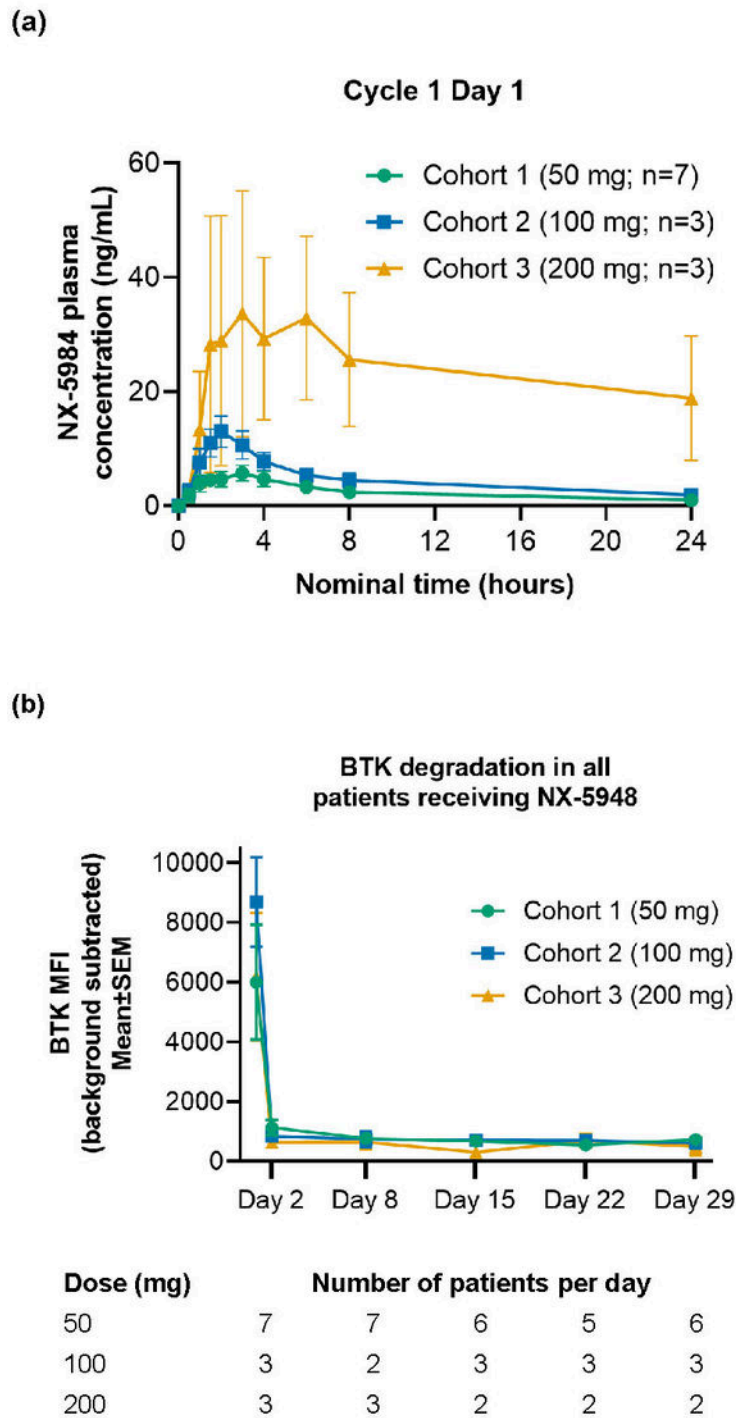 (a)
Cycle 1 Day 1
60
40
20
0
NX-5984 plasma
concentration (ng/mL)
Cohort 1 (50 mg; n=7)
Cohort 2 (100 mg; n=3)
Cohort 3 (200 mg; n=3)
0 4 8 12 16 20 24
Nominal time (hours)
(b)
BTK degradation in all
patients receiving NX-5948
10000
8000
6000
4000
2000
0
BTK MFI
(background subtracted)
Mean±SEM
Cohort 1 (50 mg)
Cohort 2 (100 mg)
Cohort 3 (200 mg)
Day 2 Day 8 Day 15 Day 22 Day 29
Dose (mg) Number of patients per day
50 7 7 6 5 6
100 3 2 3 3 3
200 3 3 2 2 2